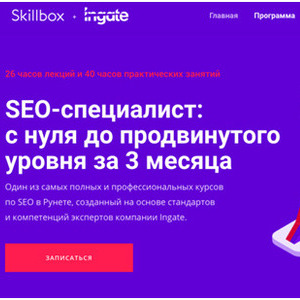 Skillbox + ingate
Главная Программа
26 часов лекций и 40 часов практических занятий
SEO-специалист:
с нуля до продвинутого
уровня за 3 месяца
Один из самых полных и профессиональных курсов
по SEO в Рунете, созданный на основе стандартов
и компетенций экспертов компании Ingate.
ЗАПИСАТЬСЯ